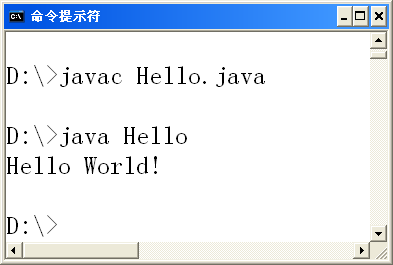 命令提示符
D:\>javac Hello.java
D:\>java Hello
Hello World!
D:\>